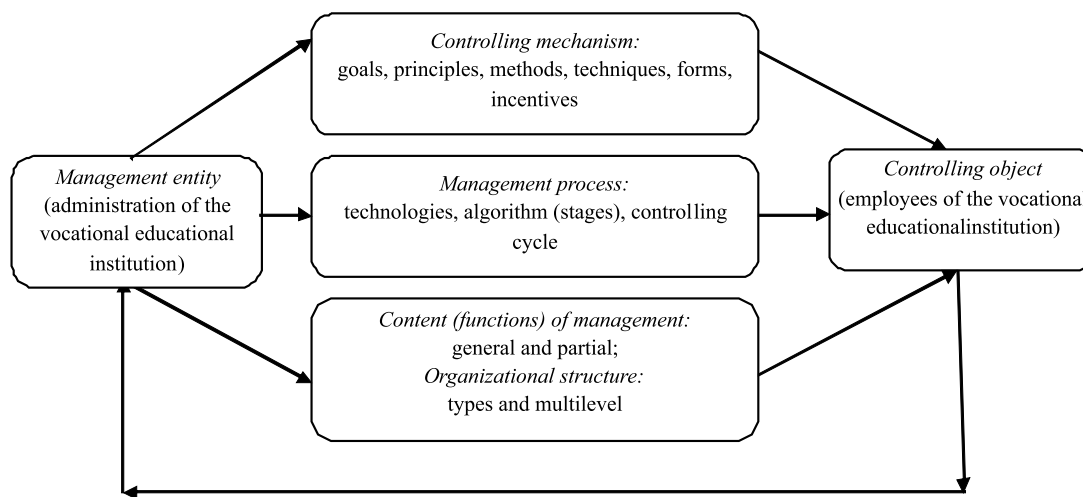 Controlling mechanism:
goals, principles, methods, techniques, forms,
incentives
Management entity
(administration of the
vocational educational
institution)
Management process:
technologies, algorithm (stages), controlling
cycle
Controlling object
(employees of the vocational
educationalinstitution)
Content (functions) of management:
general and partial;
Organizational structure:
types and multilevel